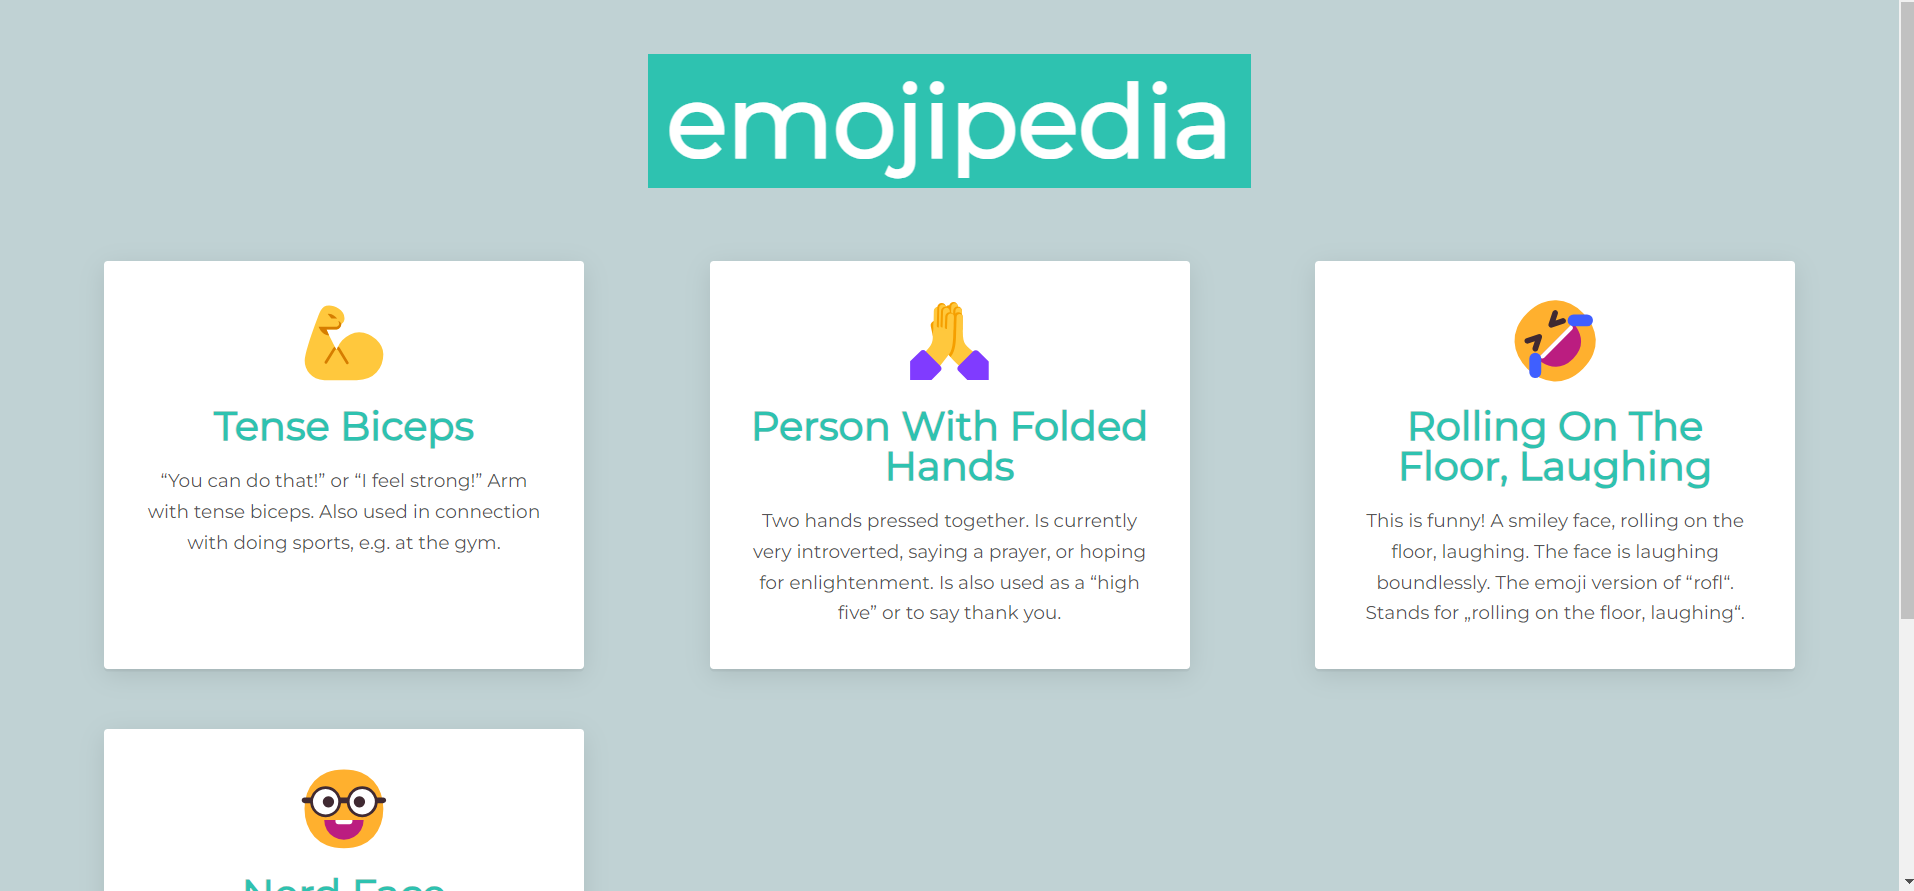 emojipedia
Tense Biceps
“You can do that!” or “I feel strong!” Arm
with tense biceps. Also used in connection
with doing sports, e.g. at the gym.
Person With Folded
Hands
Two hands pressed together. Is currently
very introverted, saying a prayer, or hoping
for enlightenment. Is also used as a “high
five” or to say thank you.
Rolling On The
Floor, Laughing
This is funny! A smiley face, rolling on the
floor, laughing. The face is laughing
boundlessly. The emoji version of “rofl“.
Stands for „rolling on the floor, laughing“.
Nerd Face